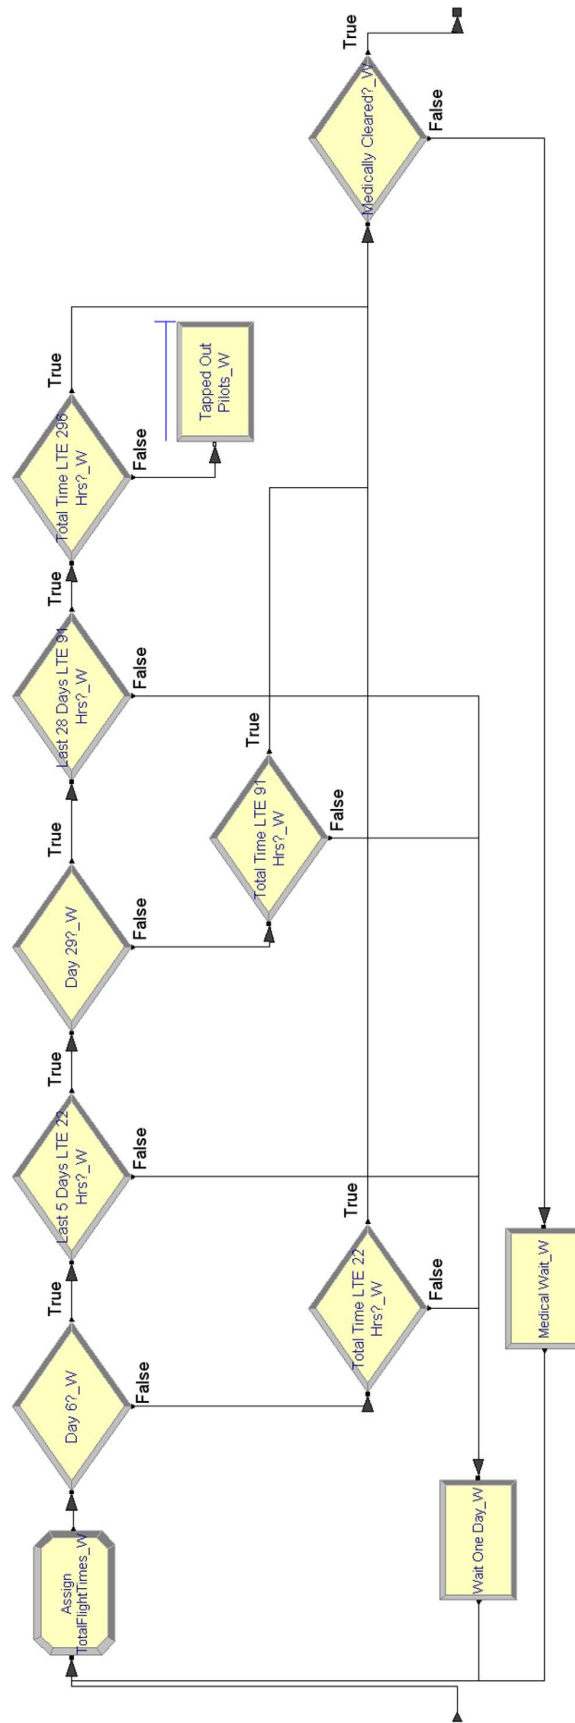 Assign
TotalFlightTimes_W
Day 6?_W
True
False
Last 5 Days LTE 22
Hrs?_W
True
False
Day 29?_W
True
False
Last 28 Days LTE 91
Hrs?_W
True
False
Total Time LTE 296
Hrs?_W
True
False
Tapped Out
Pilots_W
Total Time LTE 91
Hrs?_W
True
False
Total Time LTE 22
Hrs?_W
True
False
Medically Cleared?_W
True
False
Wait One Day_W
Medical Wait_W